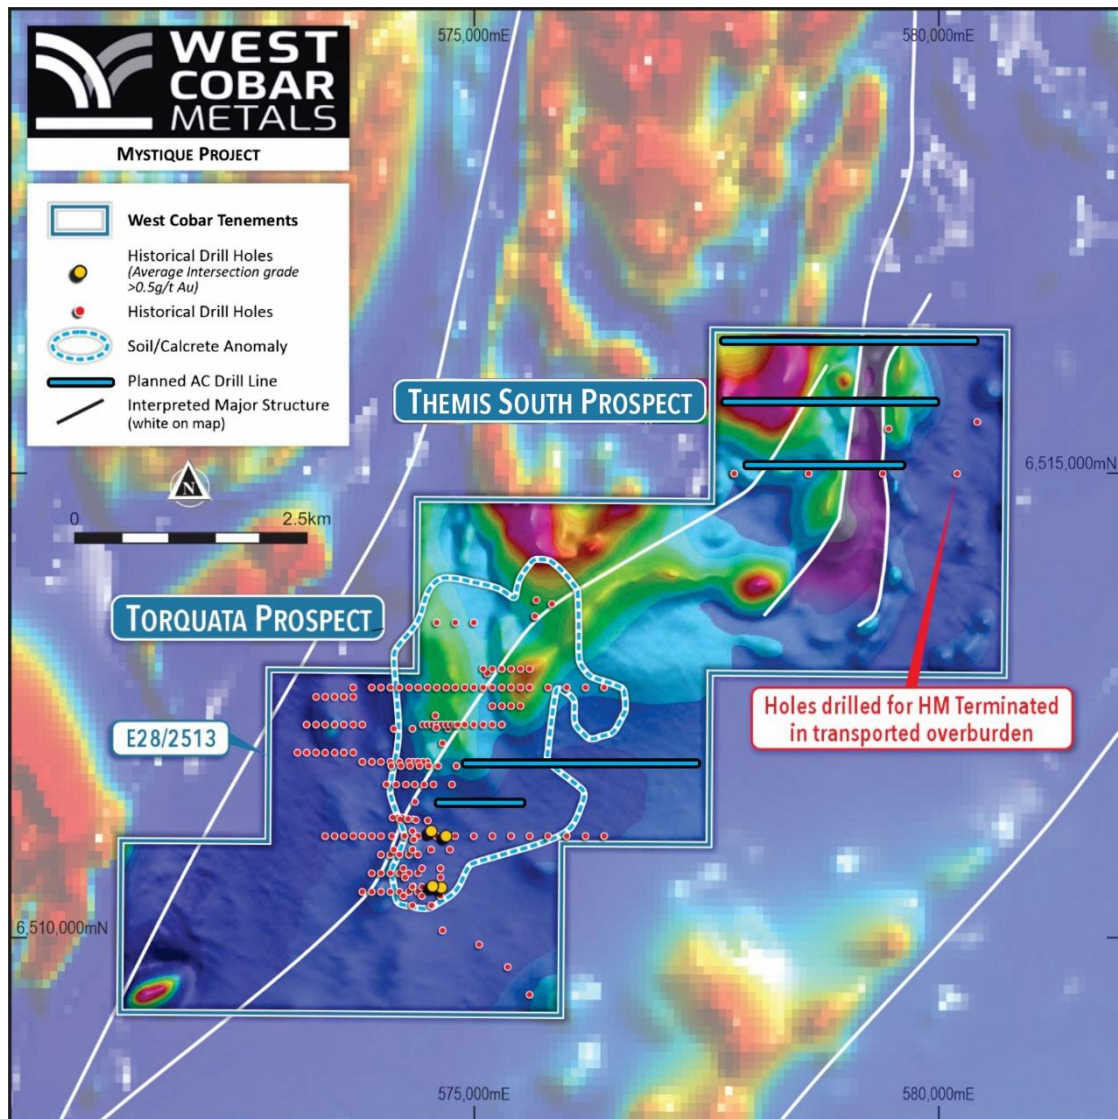 WEST
COBAR
METALS
MYSTIQUE PROJECT
West Cobar Tenements
Historical Drill Holes
(Average Intersection grade
>0.5g/t Au)
Historical Drill Holes
Soil/Calcrete Anomaly
Planned AC Drill Line
Interpreted Major Structure
(white on map)
N
0
2.5km
575,000mE
580,000mE
THEMIS SOUTH PROSPECT
6,515,000mN
TORQUATA PROSPECT
E28/2513
Holes drilled for HM Terminated
in transported overburden
6,510,000mN
575,000mE
580,000mE